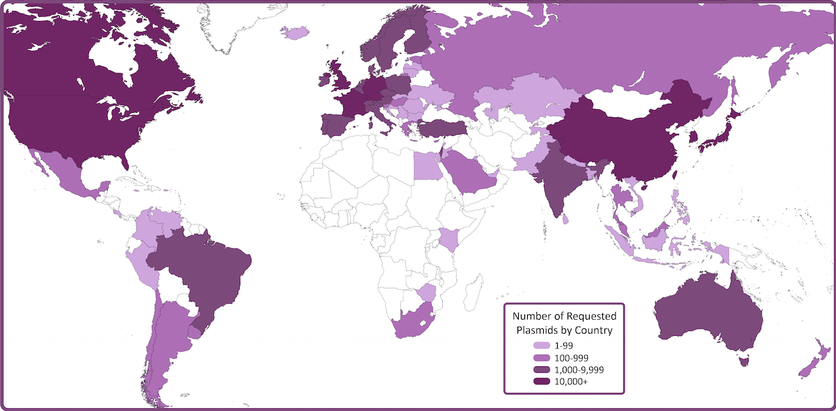 Number of Requested
Plasmids by Country
1-99
100-999
1,000-9,999
10,000+